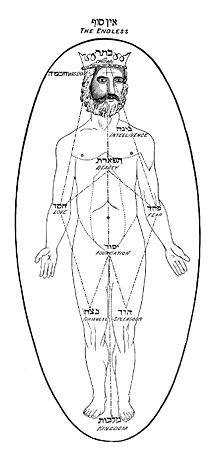 אין סוף
THE ENDLESS
כתר
חכמה WISDOM
בינה
INTELLIGENCE
תפארת
BEAUTY
חסד
LOVE
פחד
FEAR
יסוד
FOUNDATION
נצח
FIRMNESS
הוד
SPLENDOR
מלכות
KINGDOM